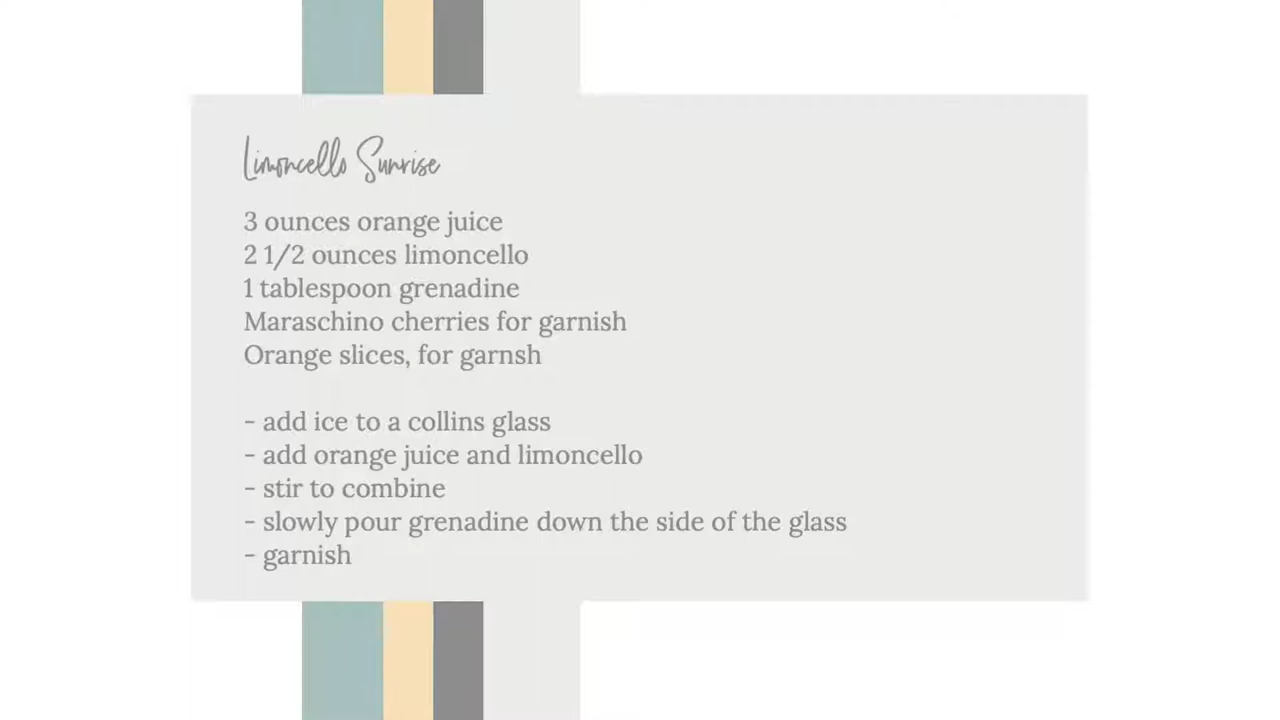 Limoncello Sunrise
3 ounces orange juice
2 1/2 ounces limoncello
1 tablespoon grenadine
Maraschino cherries for garnish
Orange slices, for garnsh
- add ice to a collins glass
- add orange juice and limoncello
- stir to combine
- slowly pour grenadine down the side of the glass
- garnish